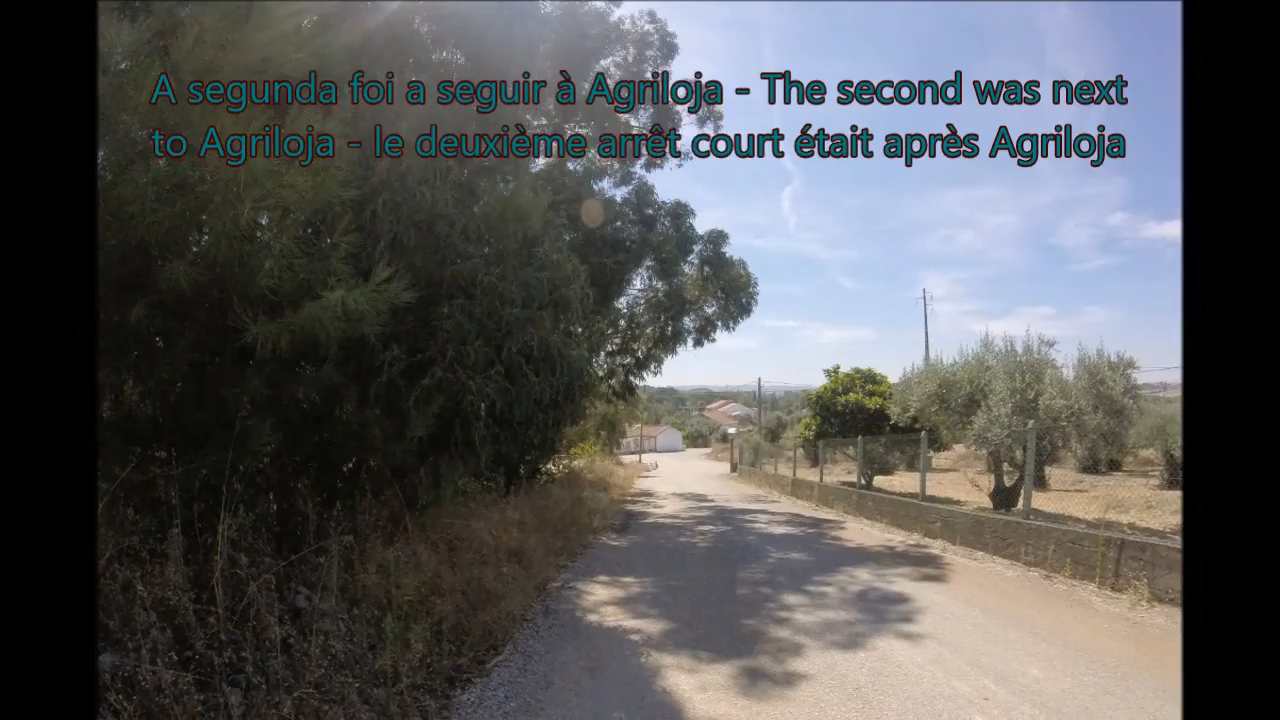 A segunda foi a seguir à Agriloja - The second was next
to Agriloja - le deuxième arrêt court était après Agriloja